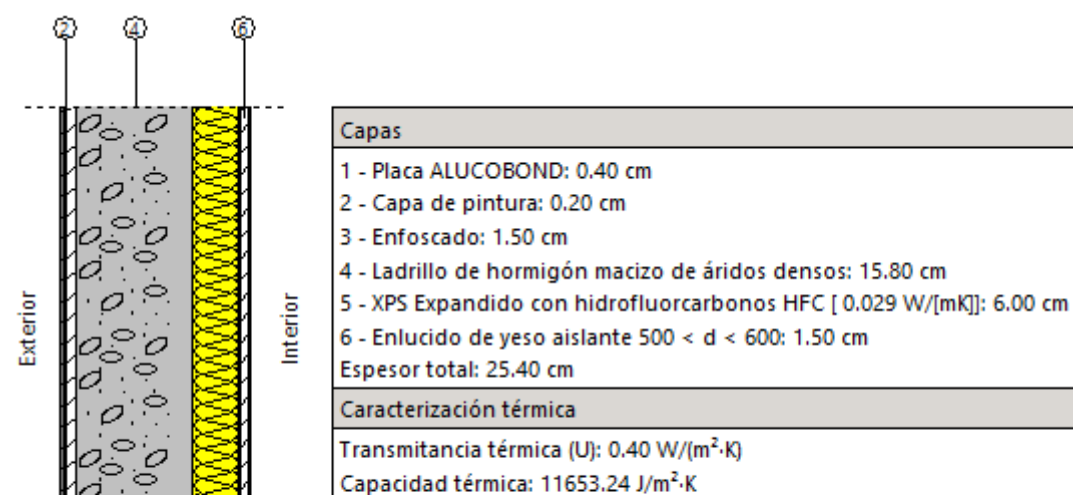 2 4 6
Exterior
Interior
Capas
1 - Placa ALUCOBOND: 0.40 cm
2 - Capa de pintura: 0.20 cm
3 - Enfoscado: 1.50 cm
4 - Ladrillo de hormigón macizo de áridos densos: 15.80 cm
5 - XPS Expandido con hidrofluorcarbonos HFC [ 0.029 W/[mK]]: 6.00 cm
6 - Enlucido de yeso aislante 500 < d < 600: 1.50 cm
Espesor total: 25.40 cm
Caracterización térmica
Transmitancia térmica (U): 0.40 W/(m²·K)
Capacidad térmica: 11653.24 J/m²·K